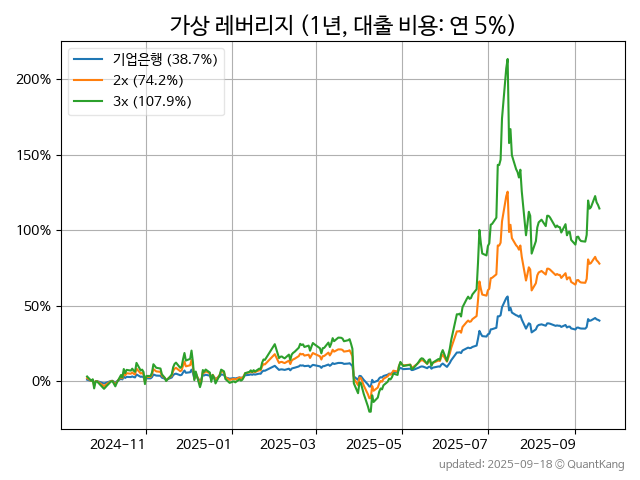 가상 레버리지 (1년, 대출 비용: 연 5%)
기업은행 (38.7%)
2x (74.2%)
3x (107.9%)
200%
150%
100%
50%
0%
2024-11 2025-01 2025-03 2025-05 2025-07 2025-09
updated: 2025-09-18 © QuantKang